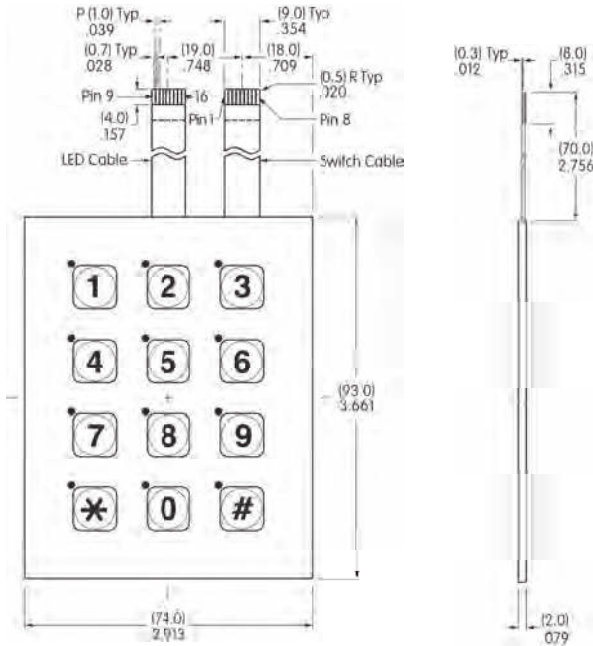 P (1.0) Typ
.039
(9.0) Typ
.354
(0.7) Typ
.028
(19.0)
.748
(18.0)
.709
(0.5) R Typ
.020
Pin 9
16
Pin 1
Pin 8
(4.0)
.157
LED Cable
Switch Cable
(0.3) Typ
.012
(8.0)
.315
(70.0)
2.756
1 2 3
4 5 6
7 8 9
* 0 #
(93.0)
3.661
(74.0)
2.913
(2.0)
.079